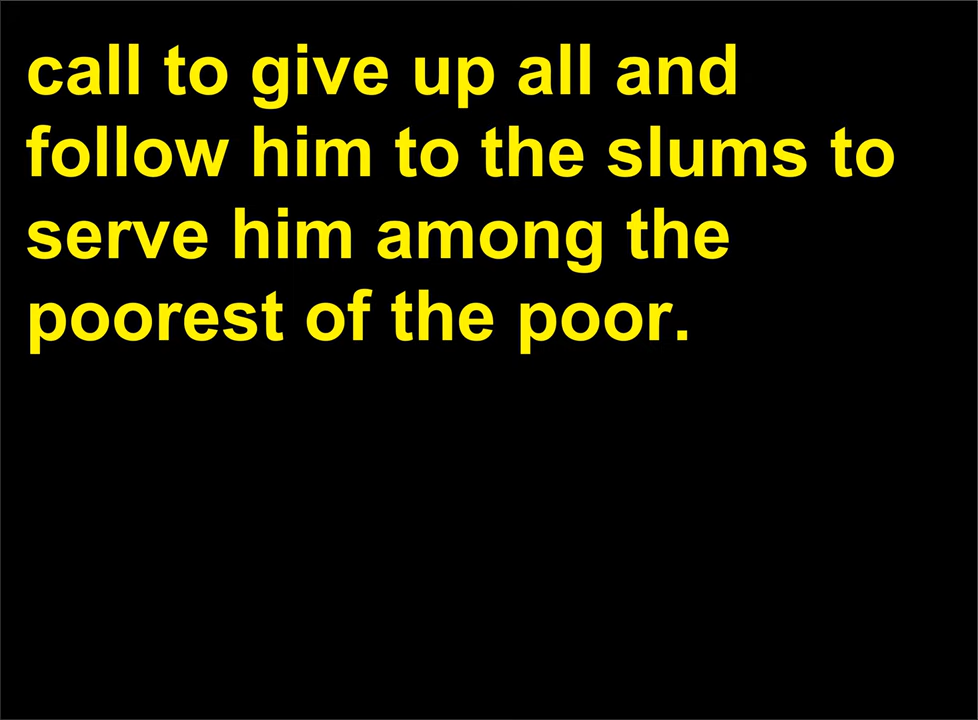 call to give up all and
follow him to the slums to
serve him among the
poorest of the poor.